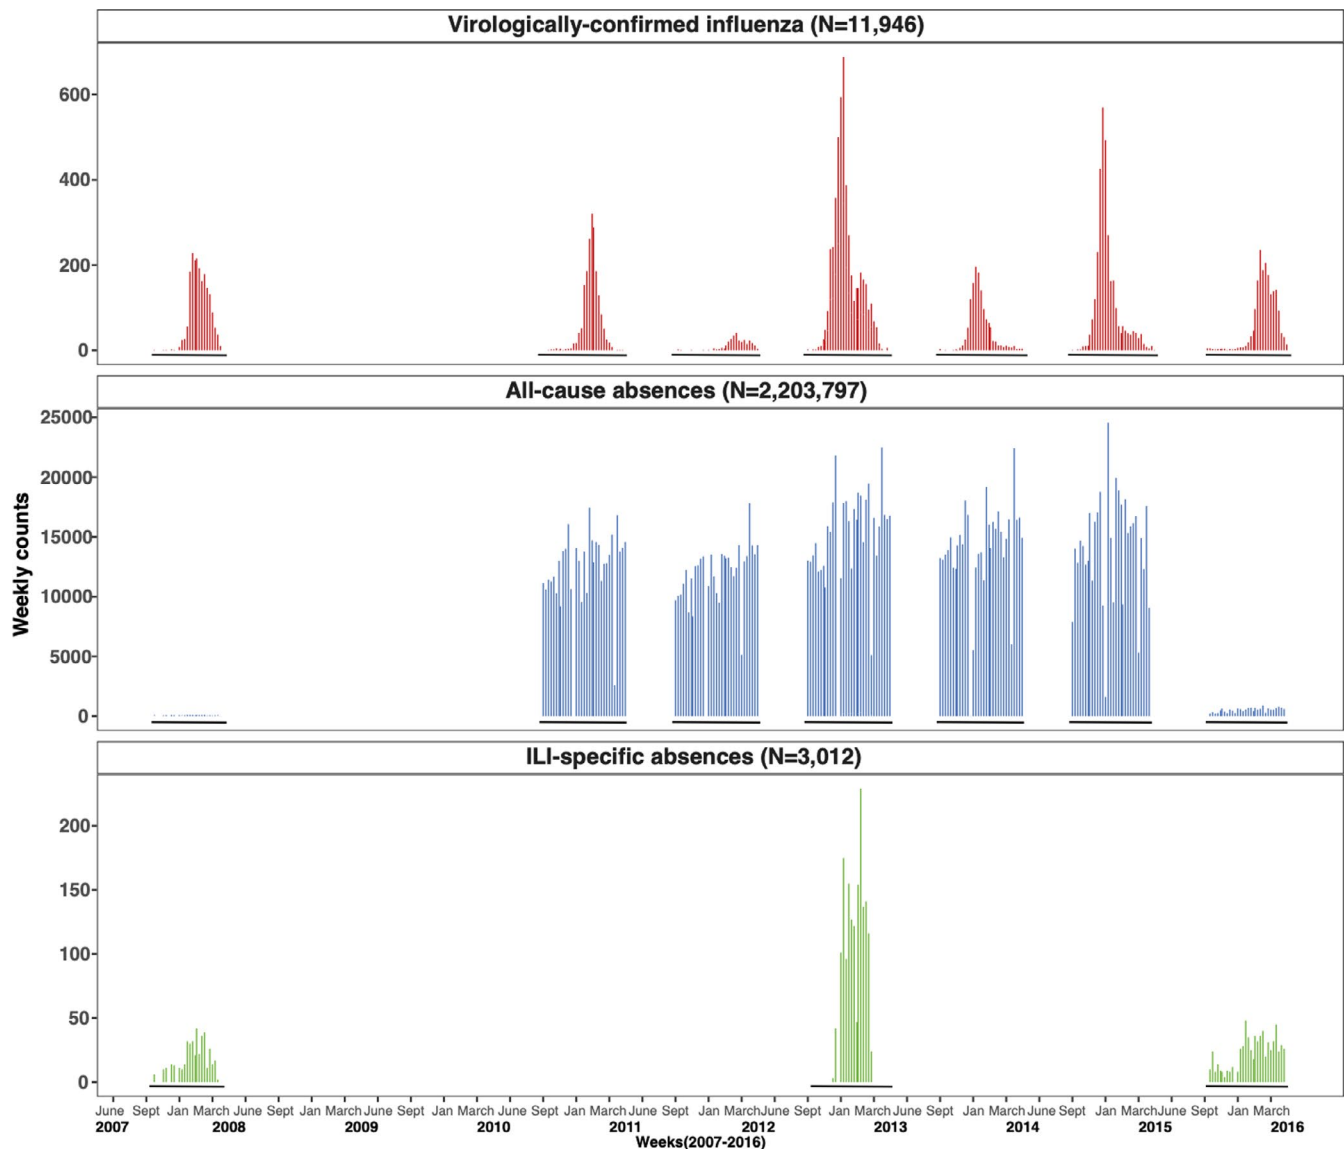 Virologically-confirmed influenza (N=11,946)
600
400
200
0
All-cause absences (N=2,203,797)
25000
20000
15000
10000
5000
0
Weekly counts
ILI-specific absences (N=3,012)
200
150
100
50
0
June Sept Jan March June Sept Jan March June Sept Jan March June Sept Jan March June Sept Jan March June Sept Jan March June Sept Jan March June Sept Jan March June Sept Jan March
2007 2008 2009 2010 2011 2012 2013 2014 2015 2016
Weeks(2007-2016)